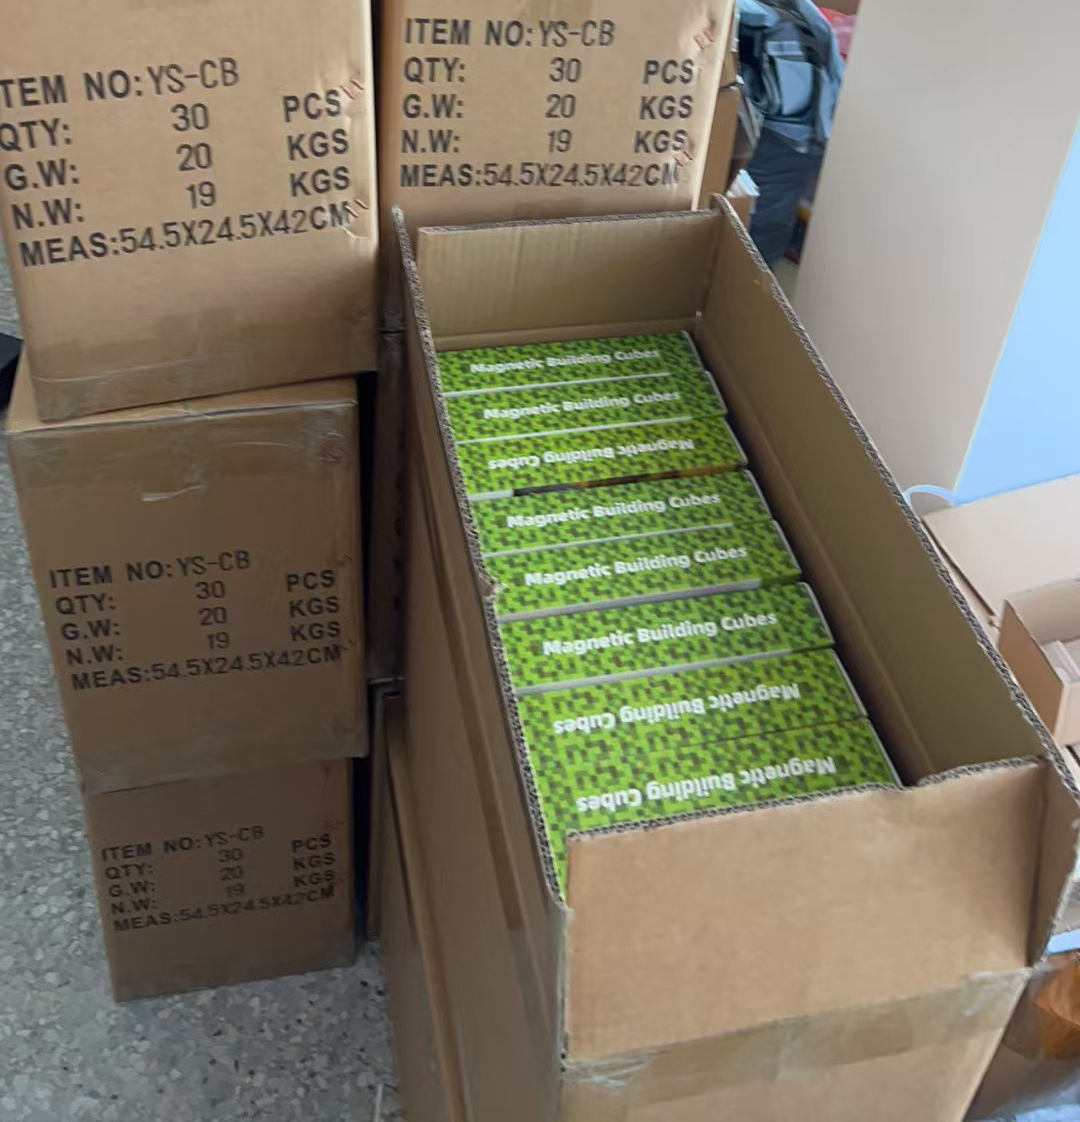 ITEM NO:YS-CB
QTY: 30 PCS
G.W: 20 KGS
N.W: 19 KGS
MEAS:54.5X24.5X42CM
ITEM NO:YS-CB
QTY: 30 PCS
G.W: 20 KGS
N.W: 19 KGS
MEAS:54.5X24.5X42CM
Magnetic Building Cubes
Magnetic Building Cubes
Magnetic Building Cubes
Magnetic Building Cubes
Magnetic Building Cubes
Magnetic Building Cubes
Magnetic Building Cubes
Magnetic Building Cubes
ITEM NO:YS-CB
QTY: 30 PCS
G.W: 20 KGS
N.W: 19 KGS
MEAS:54.5X24.5X42CM
ITEM NO:YS-CB
QTY: 30 PCS
G.W: 20 KGS
N.W: 19 KGS
MEAS:54.5X24.5X42CM